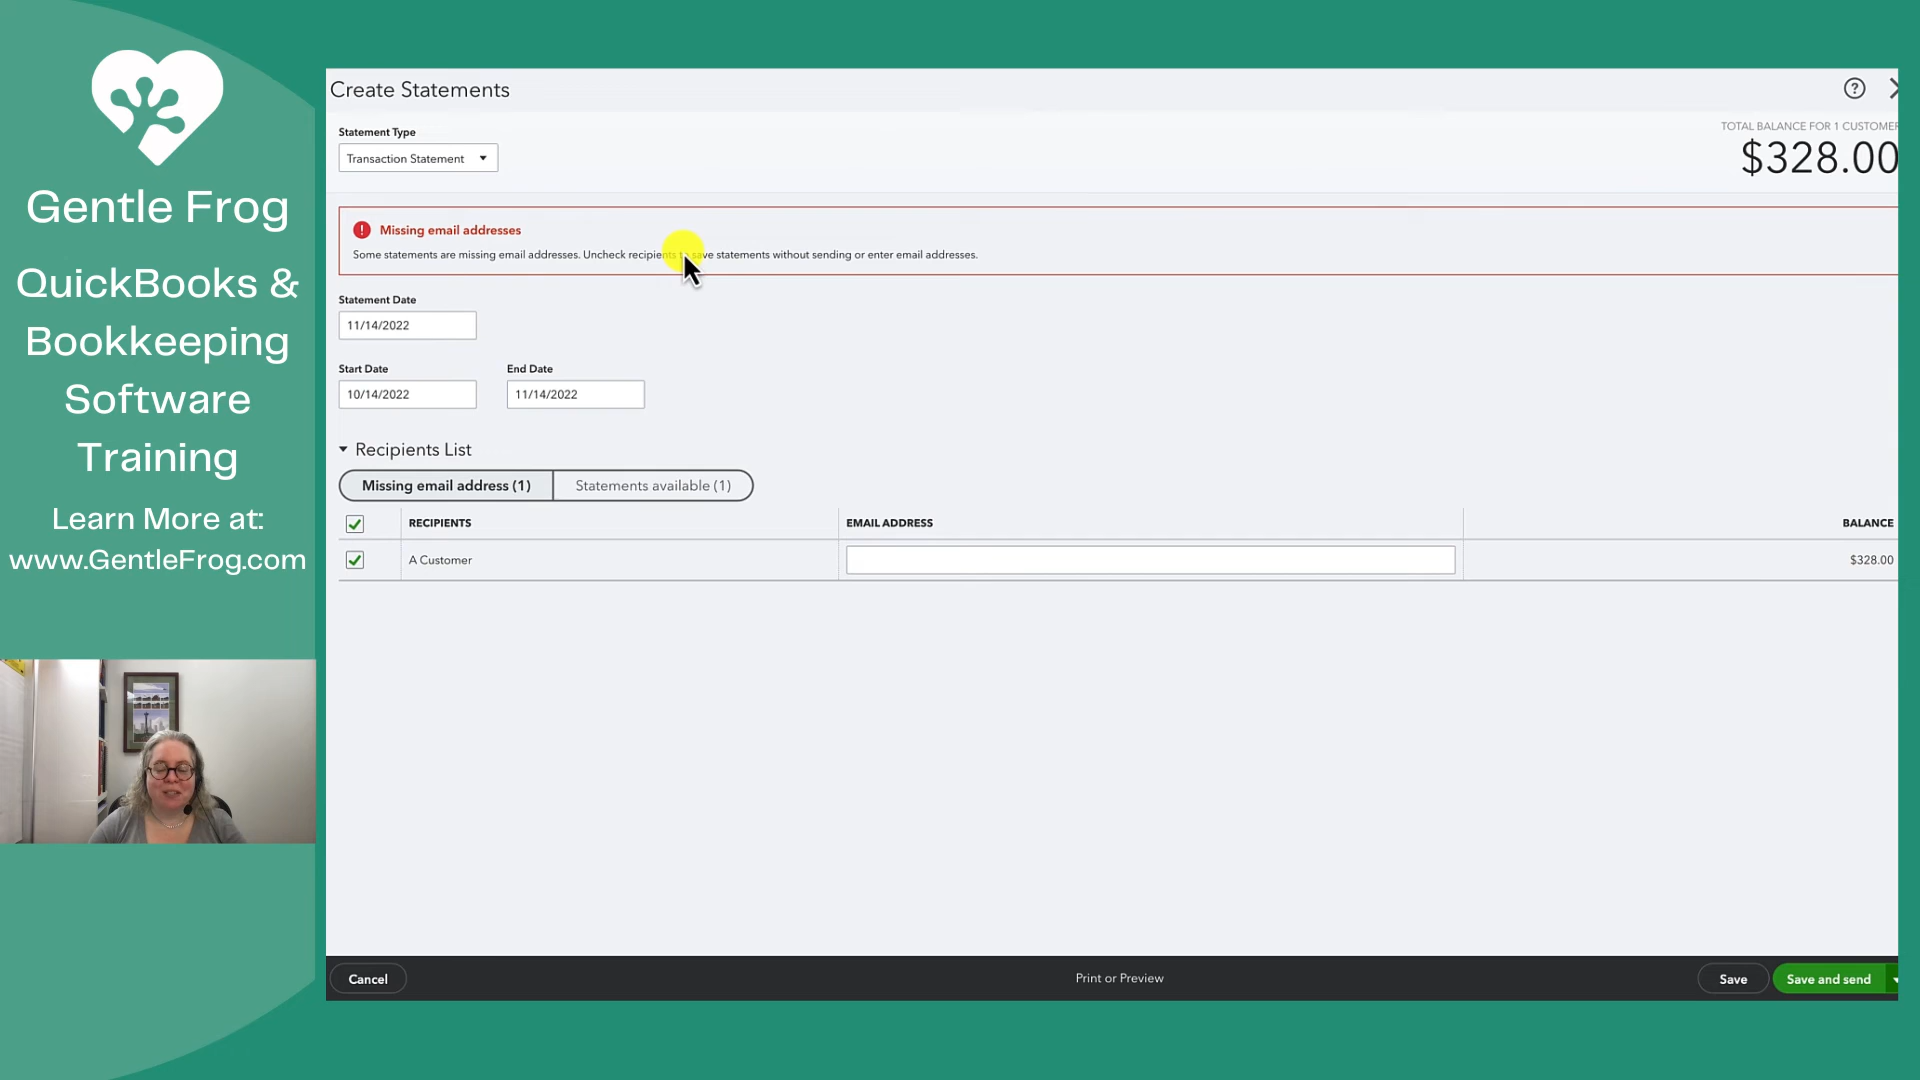 Gentle Frog
QuickBooks &
Bookkeeping
Software
Training
Learn More at:
www.GentleFrog.com
Create Statements
?
Statement Type
Transaction Statement
TOTAL BALANCE FOR 1 CUSTOMER
$328.00
! Missing email addresses
Some statements are missing email addresses. Uncheck recipients to save statements without sending or enter email addresses.
Statement Date
11/14/2022
Start Date End Date
10/14/2022 11/14/2022
Recipients List
Missing email address (1) Statements available (1)
RECIPIENTS EMAIL ADDRESS BALANCE
A Customer $328.00
Cancel Print or Preview Save Save and send